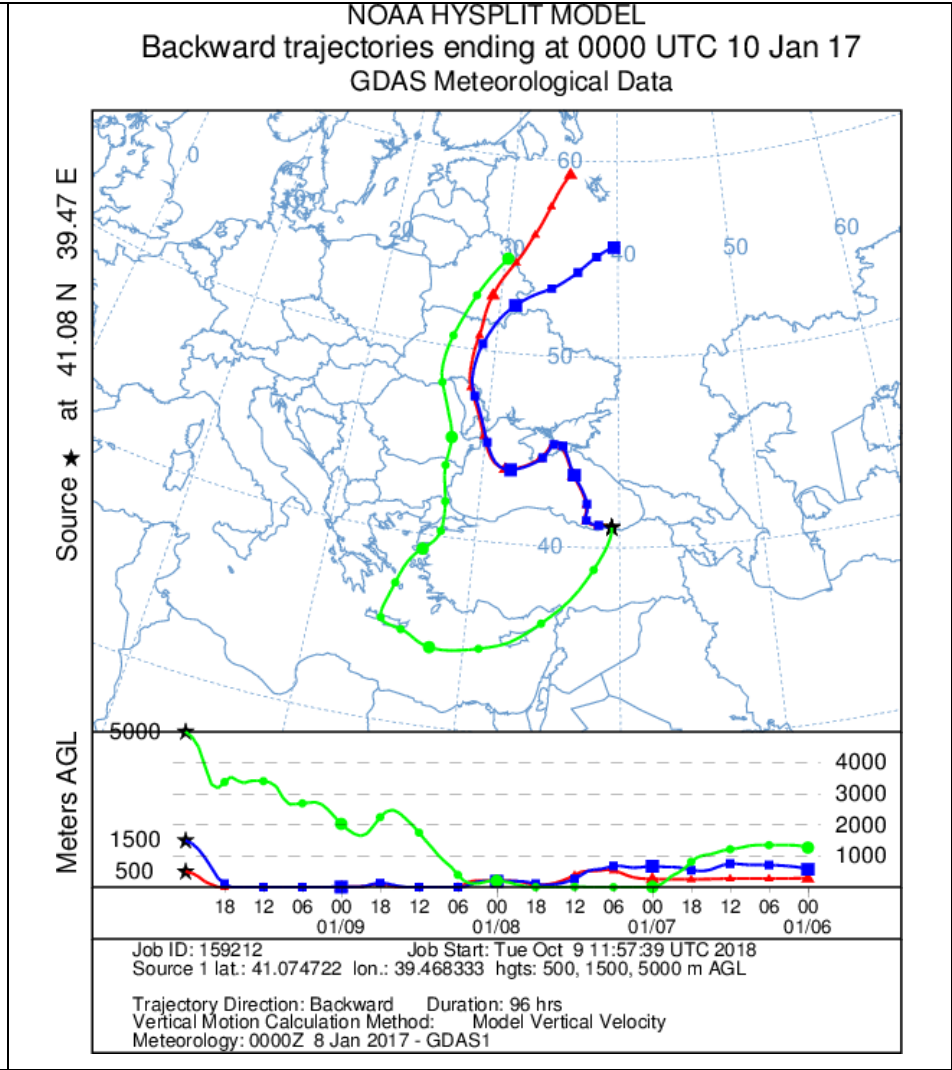 NOAA HYSPLIT MODEL
Backward trajectories ending at 0000 UTC 10 Jan 17
GDAS Meteorological Data
Source ★ at 41.08 N 39.47 E
0
20
30
40
50
60
60
50
40
Meters AGL
5000
1500
500
4000
3000
2000
1000
18 12 06 00 18 12 06 00 18 12 06 00 18 12 06 00
01/09 01/08 01/07 01/06
Job ID: 159212 Job Start: Tue Oct 9 11:57:39 UTC 2018
Source 1 lat.: 41.074722 lon.: 39.468333 hgts: 500, 1500, 5000 m AGL
Trajectory Direction: Backward Duration: 96 hrs
Vertical Motion Calculation Method: Model Vertical Velocity
Meteorology: 0000Z 8 Jan 2017 - GDAS1